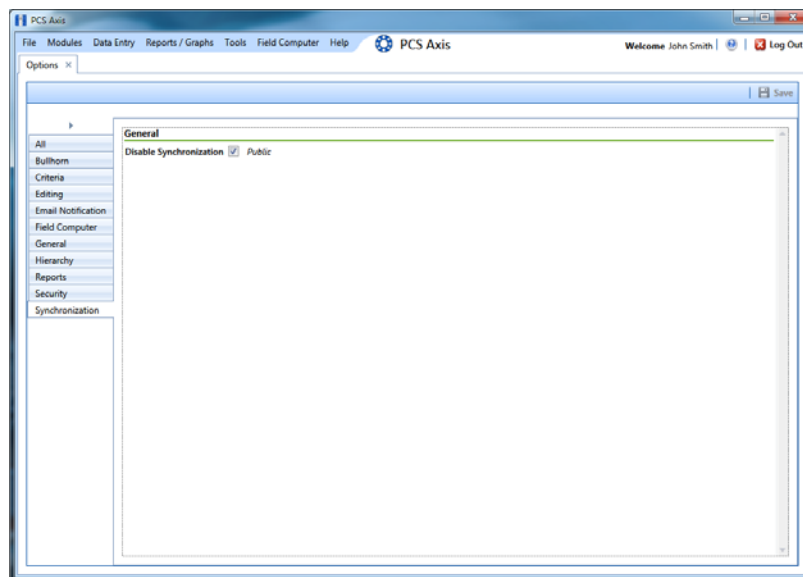 PCS Axis
File Modules Data Entry Reports / Graphs Tools Field Computer Help PCS Axis Welcome John Smith Log Out
Options
Save
General
Disable Synchronization Public
All
Bullhorn
Criteria
Editing
Email Notification
Field Computer
General
Hierarchy
Reports
Security
Synchronization